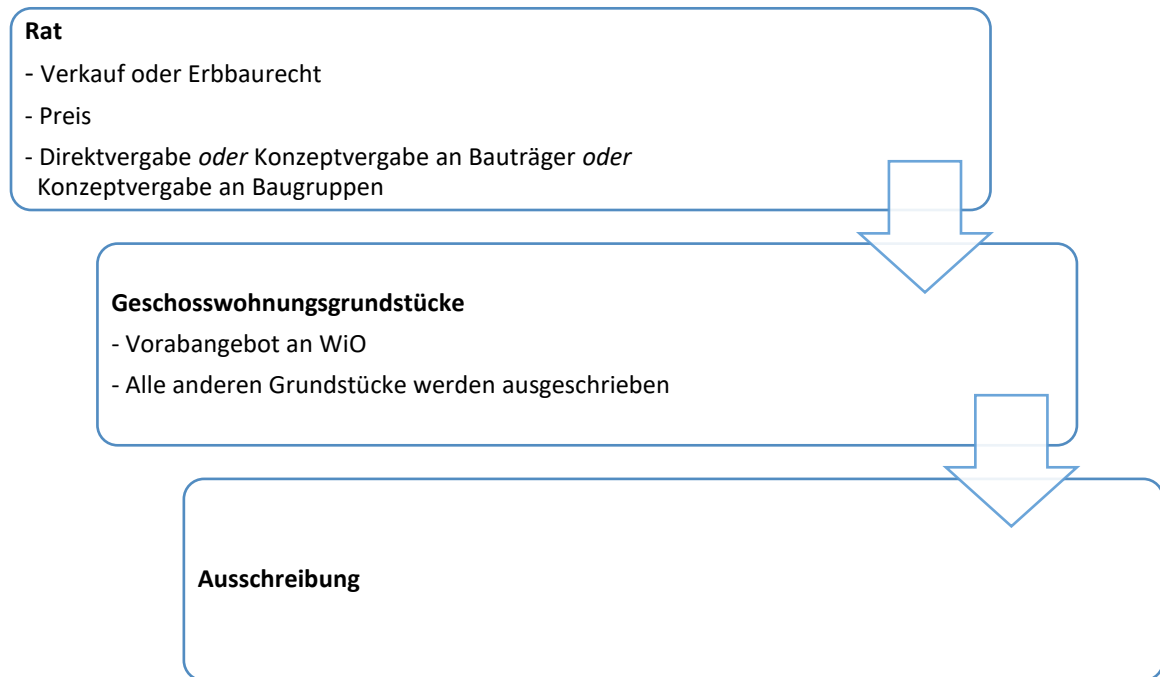 Rat
- Verkauf oder Erbbaurecht
- Preis
- Direktvergabe oder Konzeptvergabe an Bauträger oder
Konzeptvergabe an Baugruppen
Geschosswohnungsgrundstücke
- Vorabangebot an WiO
- Alle anderen Grundstücke werden ausgeschrieben
Ausschreibung